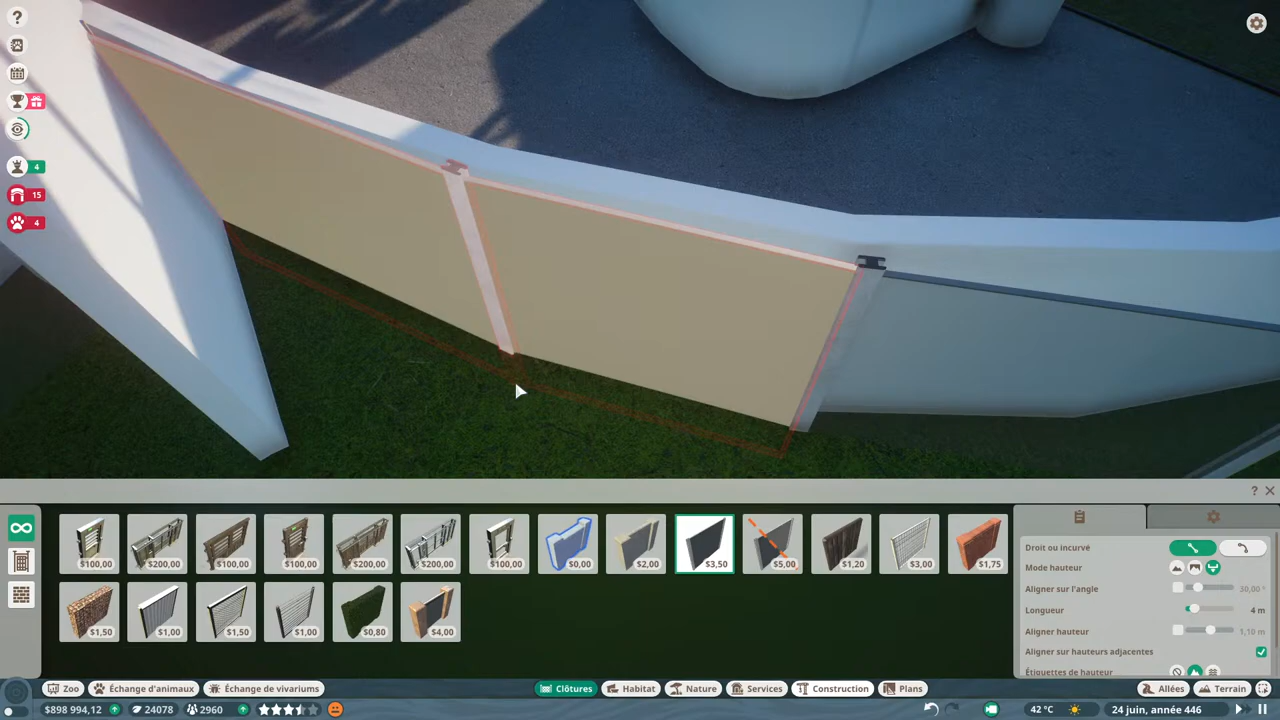 ?
4
15
4
?
$100,00
$200,00
$100,00
$100,00
$200,00
$200,00
$100,00
$0,00
$2,00
$3,50
$5,00
$1,20
$3,00
$1,75
$1,50
$1,00
$1,50
$1,00
$0,80
$4,00
Droit ou incurvé
Mode hauteur
Aligner sur l'angle 30,00 °
Longueur 4 m
Aligner hauteur 1,10 m
Aligner sur hauteurs adjacentes
Étiquettes de hauteur
Zoo
Échange d'animaux
Échange de vivariums
Clôtures
Habitat
Nature
Services
Construction
Plans
Allées
Terrain
$898 994,12
24078
2960
42 °C
24 juin, année 446